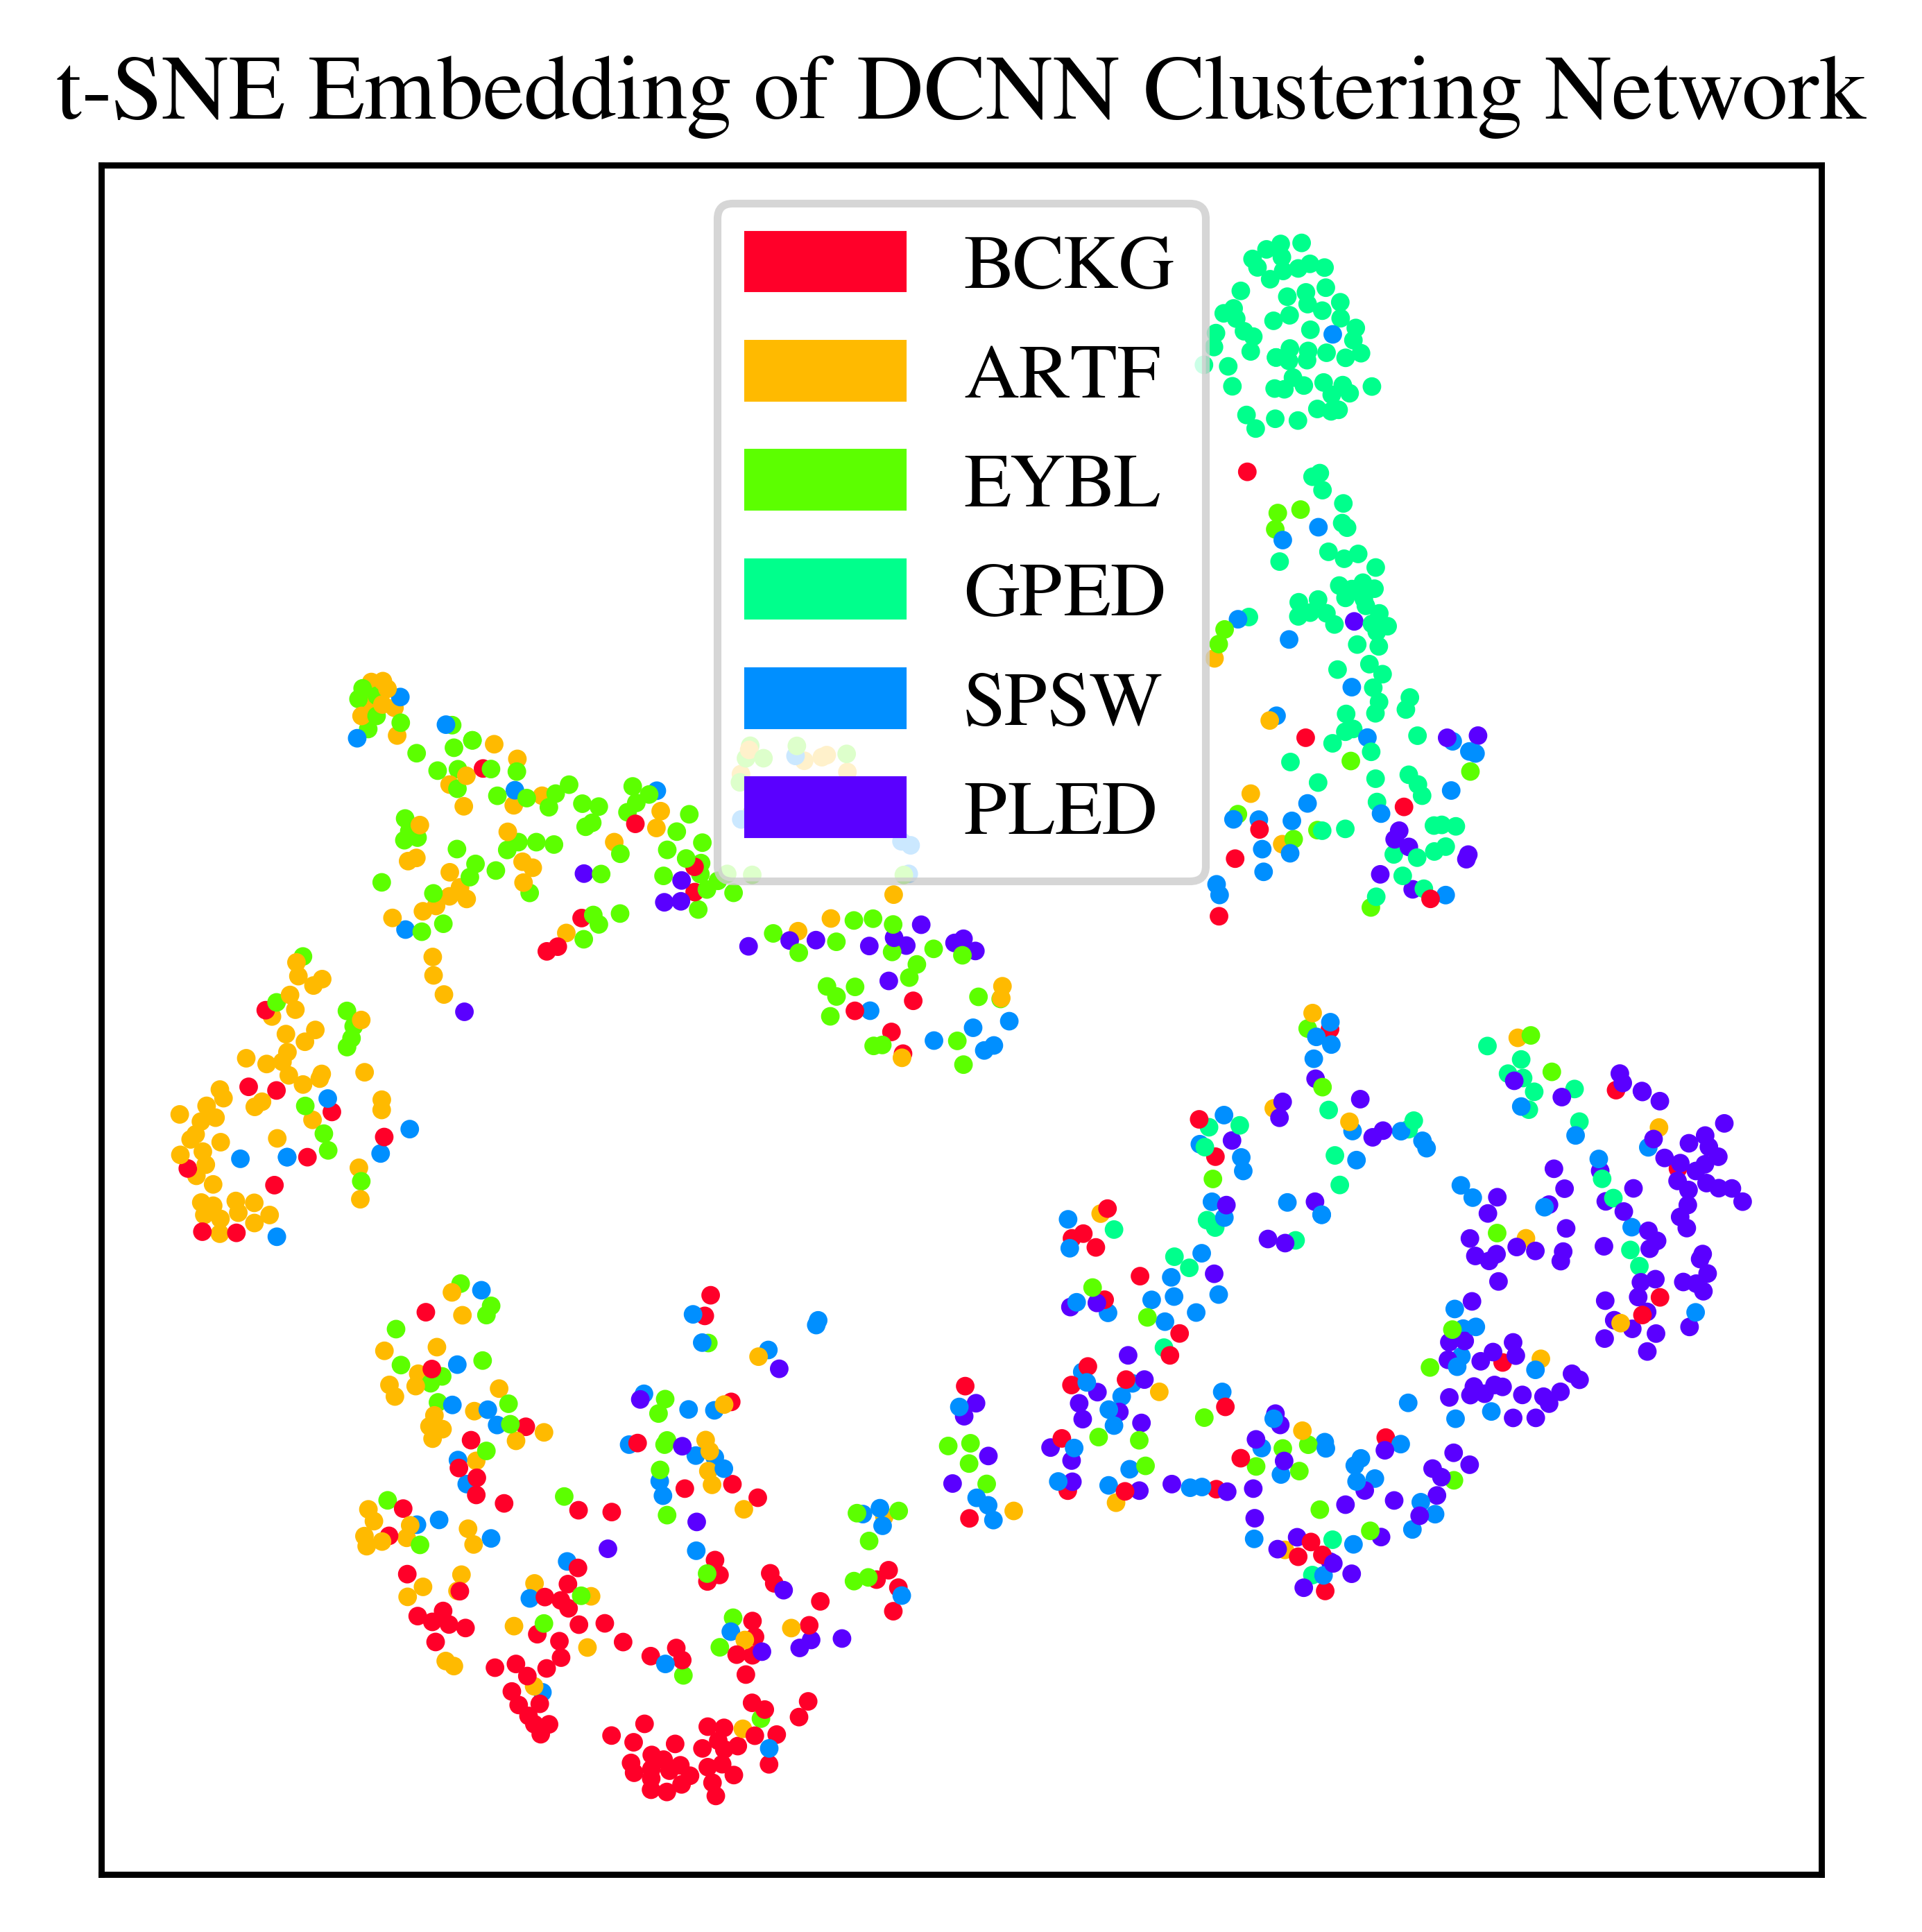 t-SNE Embedding of DCNN Clustering Network
BCKG
ARTF
EYBL
GPED
SPSW
PLED